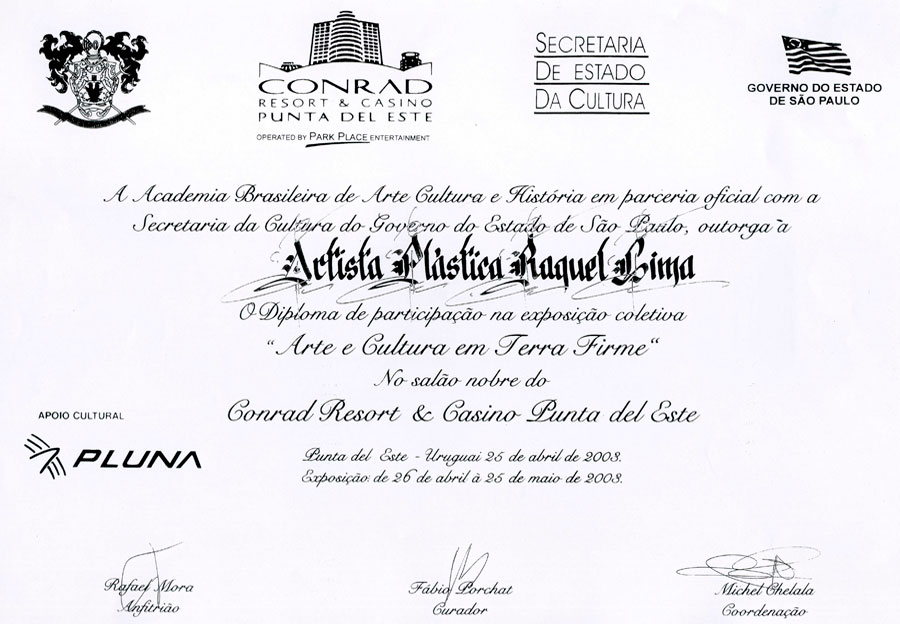 CONRAD
RESORT & CASINO
PUNTA DEL ESTE
OPERATED BY PARK PLACE ENTERTAINMENT
SECRETARIA
DE ESTADO
DA CULTURA
GOVERNO DO ESTADO
DE SÃO PAULO
A Academia Brasileira de Arte Cultura e História em parceria oficial com a
Secretaria da Cultura do Governo do Estado de São Paulo, outorga à
Artista Plástica Raquel Lima
O Diploma de participação na exposição coletiva
"Arte e Cultura em Terra Firme"
No salão nobre do
Conrad Resort & Casino Punta del Este
APOIO CULTURAL
PLUNA
Punta del Este - Uruguai 25 de abril de 2003.
Exposição: de 26 de abril à 25 de maio de 2003.
Rafael Mora
Anfitrião
Fábio Porchat
Curador
Michel Chelala
Coordenação